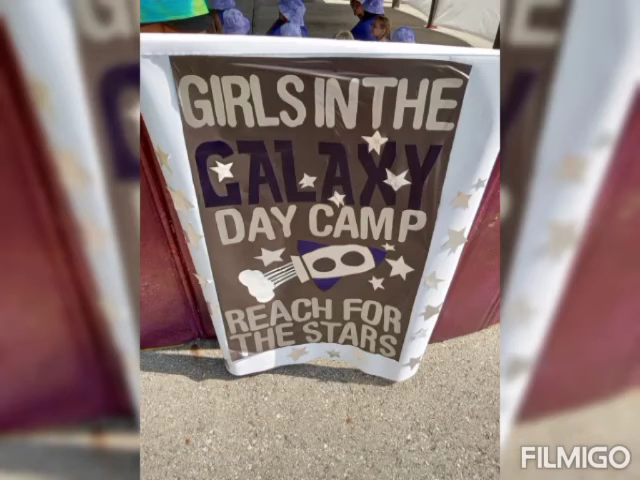 GIRLS IN THE
GALAXY
DAY CAMP
REACH FOR
THE STARS
FILMIGO